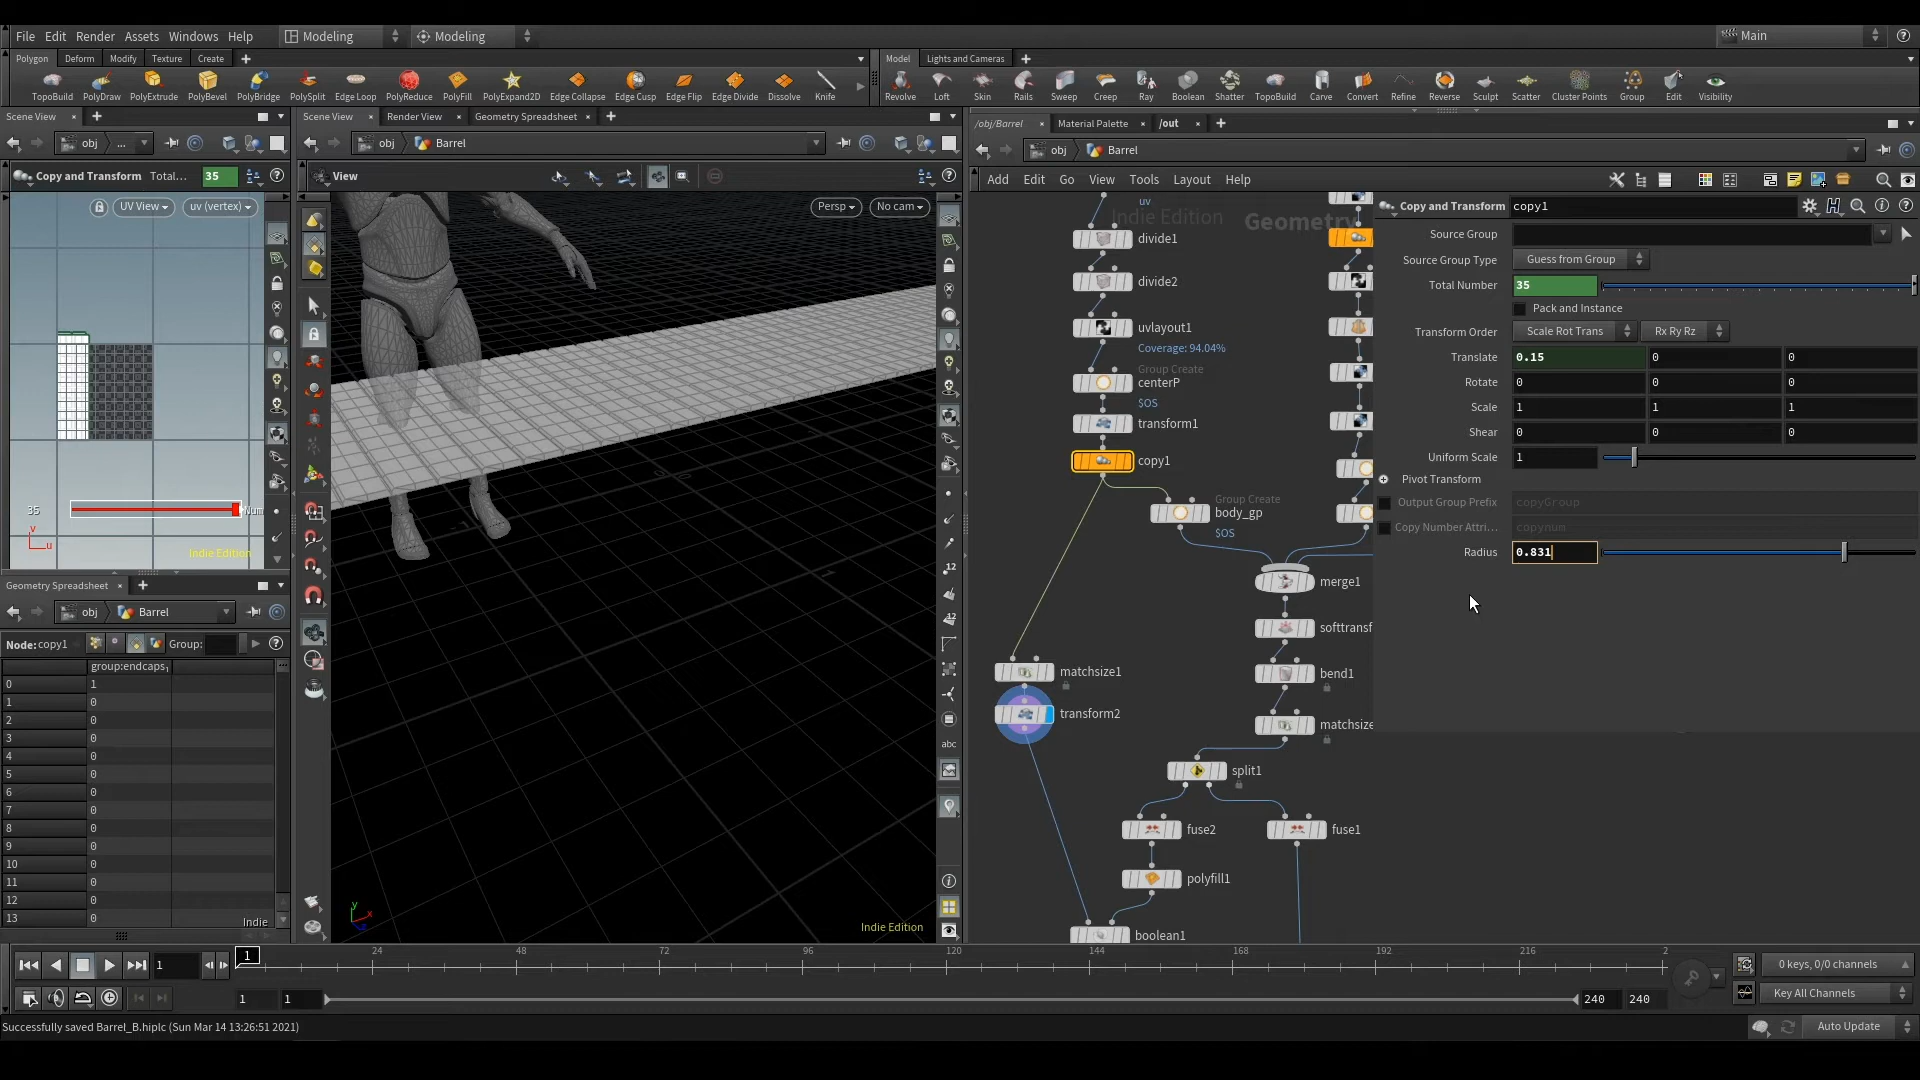 File Edit Render Assets Windows Help Modeling Modeling Main
Polygon Deform Modify Texture Create Model Lights and Cameras
TopoBuild PolyDraw PolyExtrude PolyBevel PolyBridge PolySplit Edge Loop PolyReduce PolyFill PolyExpand2D Edge Collapse Edge Cusp Edge Flip Edge Divide Dissolve Knife Revolve Loft Skin Rails Sweep Creep Ray Boolean Shatter TopoBuild Carve Convert Refine Reverse Sculpt Scatter Cluster Points Group Edit Visibility
Scene View Scene View Render View Geometry Spreadsheet /obj/Barrel Material Palette /out
obj ... obj Barrel obj Barrel
Copy and Transform Total... 35 View
Add Edit Go View Tools Layout Help
UV View uv (vertex) Persp No cam
35 Num
v
u
Indie Edition
Indie Edition
uv
Indie Edition Geometry
divide1
divide2
uvlayout1
Coverage: 94.04%
Group Create
centerP
$OS
transform1
copy1
Group Create
body_gp
$OS
merge1
softtransf
matchsize1
bend1
transform2
matchsize
split1
fuse2 fuse1
polyfill1
boolean1
Copy and Transform copy1
Source Group
Source Group Type Guess from Group
Total Number 35
Pack and Instance
Transform Order Scale Rot Trans Rx Ry Rz
Translate 0.15 0 0
Rotate 0 0 0
Scale 1 1 1
Shear 0 0 0
Uniform Scale 1
Pivot Transform
Output Group Prefix copyGroup
Copy Number Attri... copynum
Radius 0.831
12
12
abc
Geometry Spreadsheet
obj Barrel
Node: copy1 Group:
group:endcaps
0 1
1 0
2 0
3 0
4 0
5 0
6 0
7 0
8 0
9 0
10 0
11 0
12 0
13 0
Indie
y
x
1 1 24 48 72 96 120 144 168 192 216 2
0 keys, 0/0 channels
1 1 240 240
Key All Channels
Successfully saved Barrel_B.hiplc (Sun Mar 14 13:26:51 2021)
Auto Update